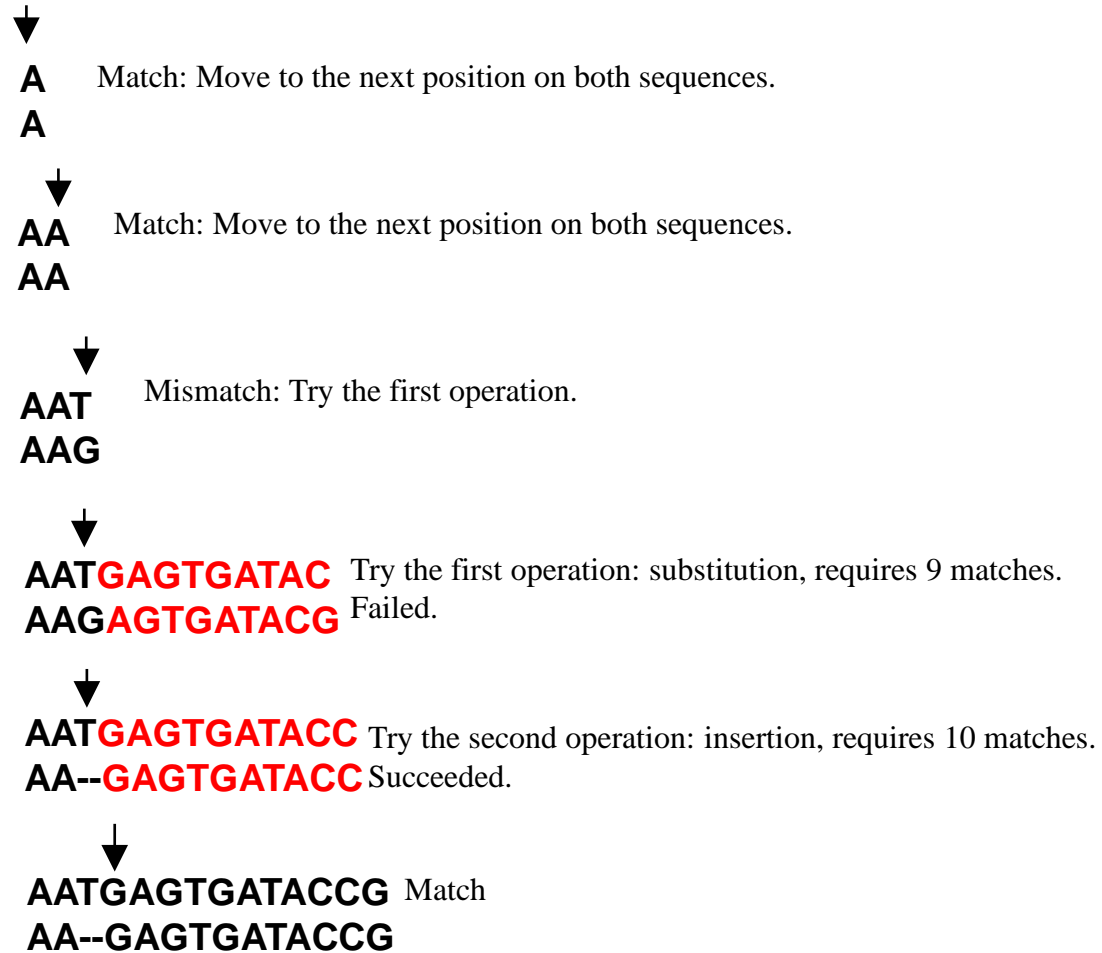 A Match: Move to the next position on both sequences.
A
AA Match: Move to the next position on both sequences.
AA
AAT Mismatch: Try the first operation.
AAG
AATGAGTGATAC Try the first operation: substitution, requires 9 matches.
AAGAGTGATACG Failed.
AATGAGTGATACC Try the second operation: insertion, requires 10 matches.
AA--GAGTGATACC Succeeded.
AATGAGTGATACCG Match
AA--GAGTGATACCG